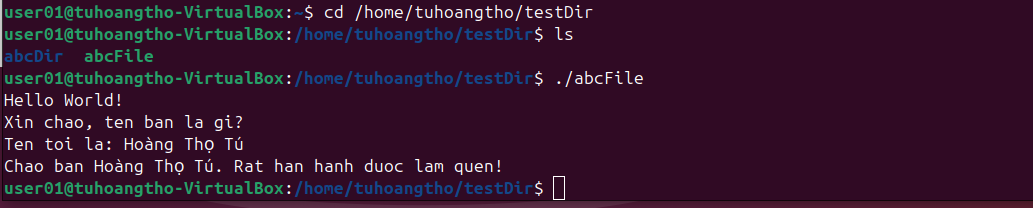 user01@tuhoangtho-VirtualBox:~$ cd /home/tuhoangtho/testDir
user01@tuhoangtho-VirtualBox:/home/tuhoangtho/testDir$ ls
abcDir  abcFile
user01@tuhoangtho-VirtualBox:/home/tuhoangtho/testDir$ ./abcFile
Hello World!
Xin chao, ten ban la gi?
Ten toi la: Hoàng Thọ Tú
Chao ban Hoàng Thọ Tú. Rat han hanh duoc lam quen!
user01@tuhoangtho-VirtualBox:/home/tuhoangtho/testDir$